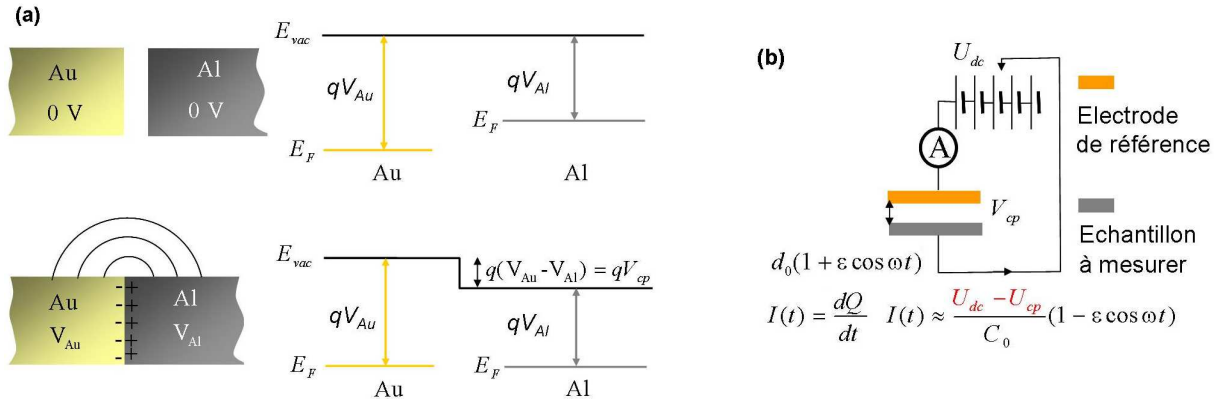 (a)
Au
0 V
Al
0 V
E_vac
qV_Au
qV_Al
E_F
E_F
Au
Al
Au
V_Au
- + - + - + - + - +
Al
V_Al
E_vac
q(V_Au - V_Al) = qV_cp
qV_Au
qV_Al
E_F
E_F
Au
Al
(b)
U_dc
A
V_cp
Electrode
de référence
Echantillon
à mesurer
d_0(1 + ε cos ωt)
I(t) = dQ/dt I(t) ≈ (U_dc - U_cp)/C_0 (1 - ε cos ωt)